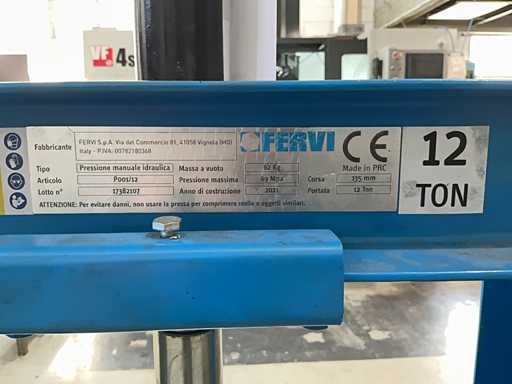 VF
4s
Fabbricante
FERVI S.p.A. Via del Commercio 81, 41058 Vignola (MO)
Italy - P.IVA: 00782180368
FERVI
CE
Made in PRC
Tipo Pressione manuale idraulica Massa a vuoto 62 Kg
Articolo P001/12 Pressione massima 49 Mpa Corsa 135 mm
Lotto n° 17382107 Anno di costruzione 2021 Portata 12 Ton
ATTENZIONE: Per evitare danni, non usare la pressa per comprimere molle o oggetti similari.
12
TON